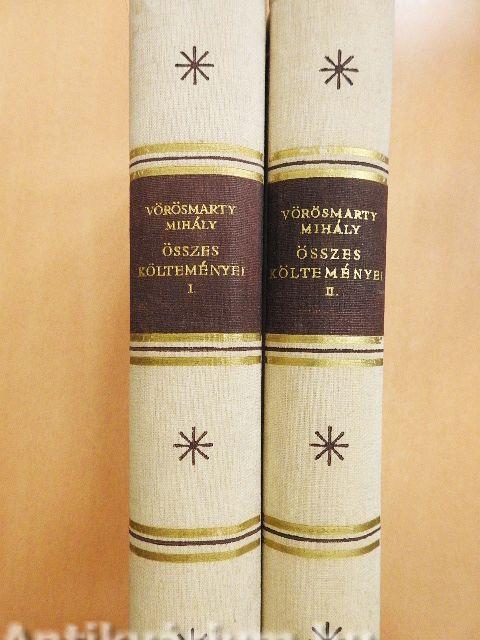 VÖRÖSMARTY
MIHÁLY
ÖSSZES
KÖLTEMÉNYEI
I.
VÖRÖSMARTY
MIHÁLY
ÖSSZES
KÖLTEMÉNYEI
II.